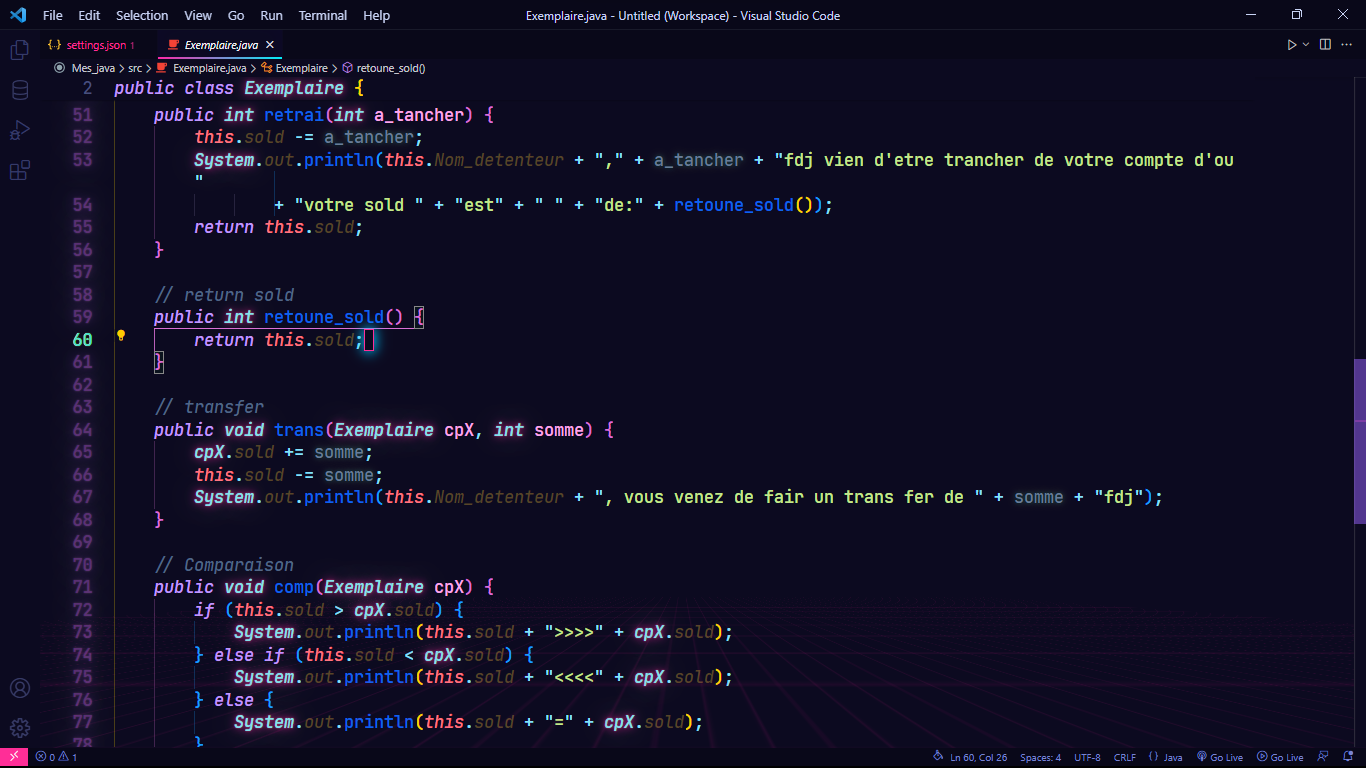 File Edit Selection View Go Run Terminal Help Exemplaire.java - Untitled (Workspace) - Visual Studio Code
settings.json 1 Exemplaire.java
Mes_java > src > Exemplaire.java > Exemplaire > retoune_sold()
2 public class Exemplaire {
51 public int retrai(int a_tancher) {
52 this.sold -= a_tancher;
53 System.out.println(this.Nom_detenteur + "," + a_tancher + "fdj vien d'etre trancher de votre compte d'ou
"
54 + "votre sold " + "est" + " " + "de:" + retoune_sold());
55 return this.sold;
56 }
57
58 // return sold
59 public int retoune_sold() {
60 return this.sold;
61 }
62
63 // transfer
64 public void trans(Exemplaire cpX, int somme) {
65 cpX.sold += somme;
66 this.sold -= somme;
67 System.out.println(this.Nom_detenteur + ", vous venez de fair un trans fer de " + somme + "fdj");
68 }
69
70 // Comparaison
71 public void comp(Exemplaire cpX) {
72 if (this.sold > cpX.sold) {
73 System.out.println(this.sold + ">>>>" + cpX.sold);
74 } else if (this.sold < cpX.sold) {
75 System.out.println(this.sold + "<<<<" + cpX.sold);
76 } else {
77 System.out.println(this.sold + "=" + cpX.sold);
78 }
0 1 Ln 60, Col 26 Spaces: 4 UTF-8 CRLF {} Java Go Live Go Live